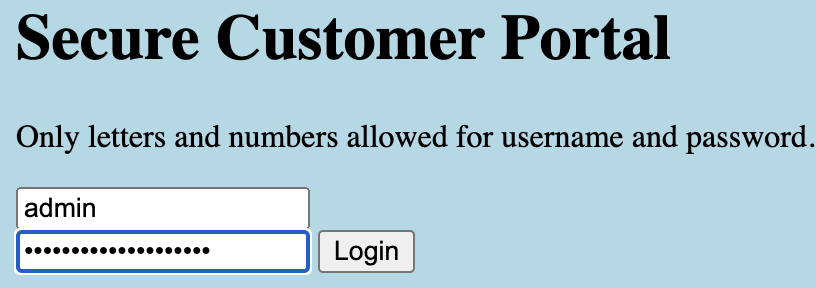 Secure Customer Portal
Only letters and numbers allowed for username and password.
admin
••••••••••••••••••••
Login